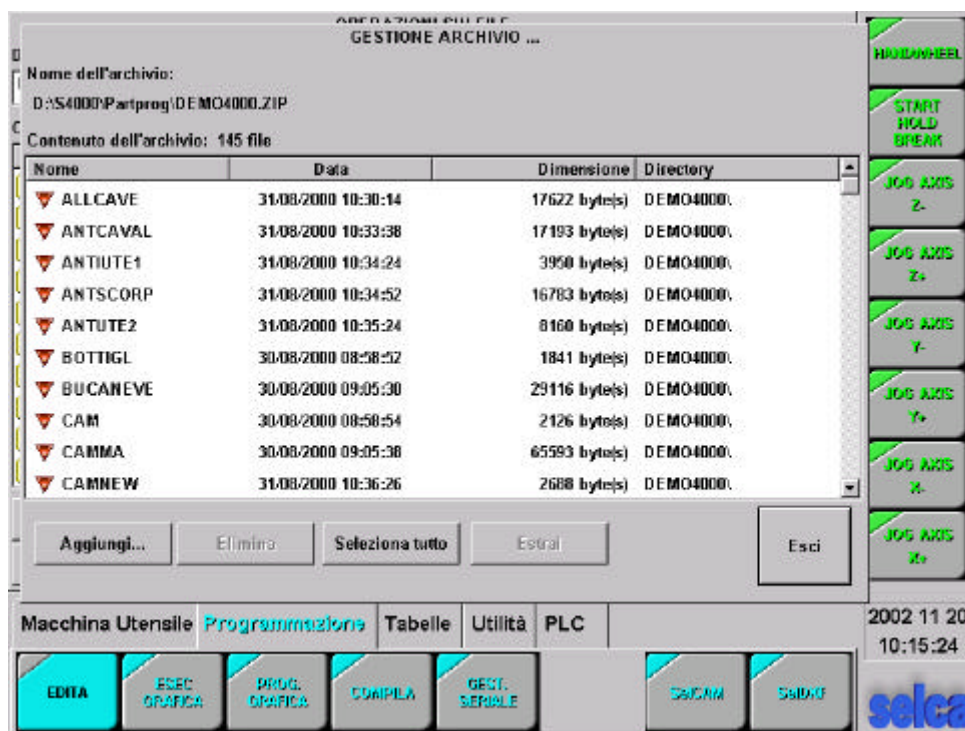 OPERAZIONI SUI FILE
GESTIONE ARCHIVIO ...
Nome dell'archivio:
D:\S4000\Partprog\DEMO4000.ZIP
Contenuto dell'archivio: 145 file
Nome Data Dimensione Directory
ALLCAVE 31/08/2000 10:30:14 17622 byte(s) DEMO4000\
ANTCAVAL 31/08/2000 10:33:38 17193 byte(s) DEMO4000\
ANTIUTE1 31/08/2000 10:34:24 3950 byte(s) DEMO4000\
ANTSCORP 31/08/2000 10:34:52 16783 byte(s) DEMO4000\
ANTUTE2 31/08/2000 10:35:24 8160 byte(s) DEMO4000\
BOTTIGL 30/08/2000 08:58:52 1841 byte(s) DEMO4000\
BUCANEVE 30/08/2000 09:05:30 29116 byte(s) DEMO4000\
CAM 30/08/2000 08:58:54 2126 byte(s) DEMO4000\
CAMMA 30/08/2000 09:05:38 65593 byte(s) DEMO4000\
CAMNEW 31/08/2000 10:36:26 2688 byte(s) DEMO4000\
Aggiungi... Elimina Seleziona tutto Estrai Esci
HANDWHEEL
START
HOLD
BREAK
JOG AXIS
Z-
JOG AXIS
Z+
JOG AXIS
Y-
JOG AXIS
Y+
JOG AXIS
X-
JOG AXIS
X+
Macchina Utensile Programmazione Tabelle Utilità PLC
2002 11 20
10:15:24
EDITA
ESEC
GRAFICA
PROG.
GRAFICA
COMPILA
GEST.
SERIALE
SelCAM
SelDXF
selca